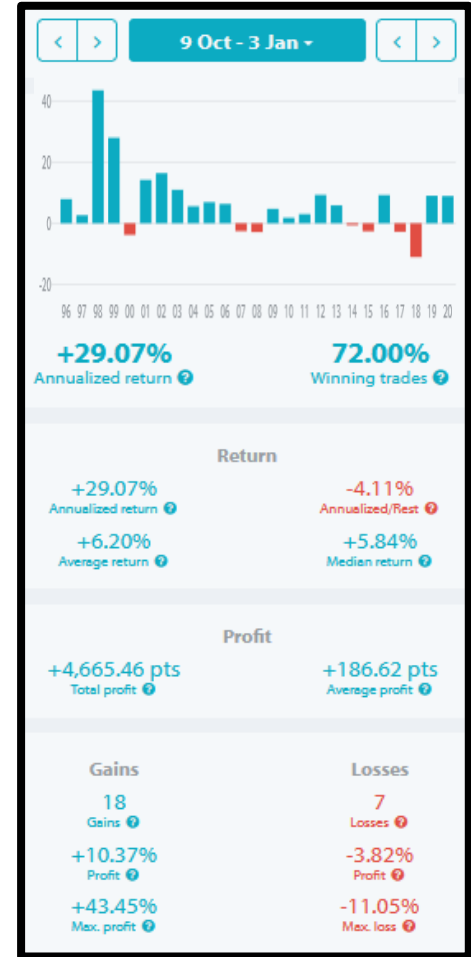 9 Oct - 3 Jan
40
20
0
-20
96 97 98 99 00 01 02 03 04 05 06 07 08 09 10 11 12 13 14 15 16 17 18 19 20
+29.07% 72.00%
Annualized return Winning trades
Return
+29.07% -4.11%
Annualized return Annualized/Rest
+6.20% +5.84%
Average return Median return
Profit
+4,665.46 pts +186.62 pts
Total profit Average profit
Gains Losses
18 7
Gains Losses
+10.37% -3.82%
Profit Profit
+43.45% -11.05%
Max. profit Max. loss